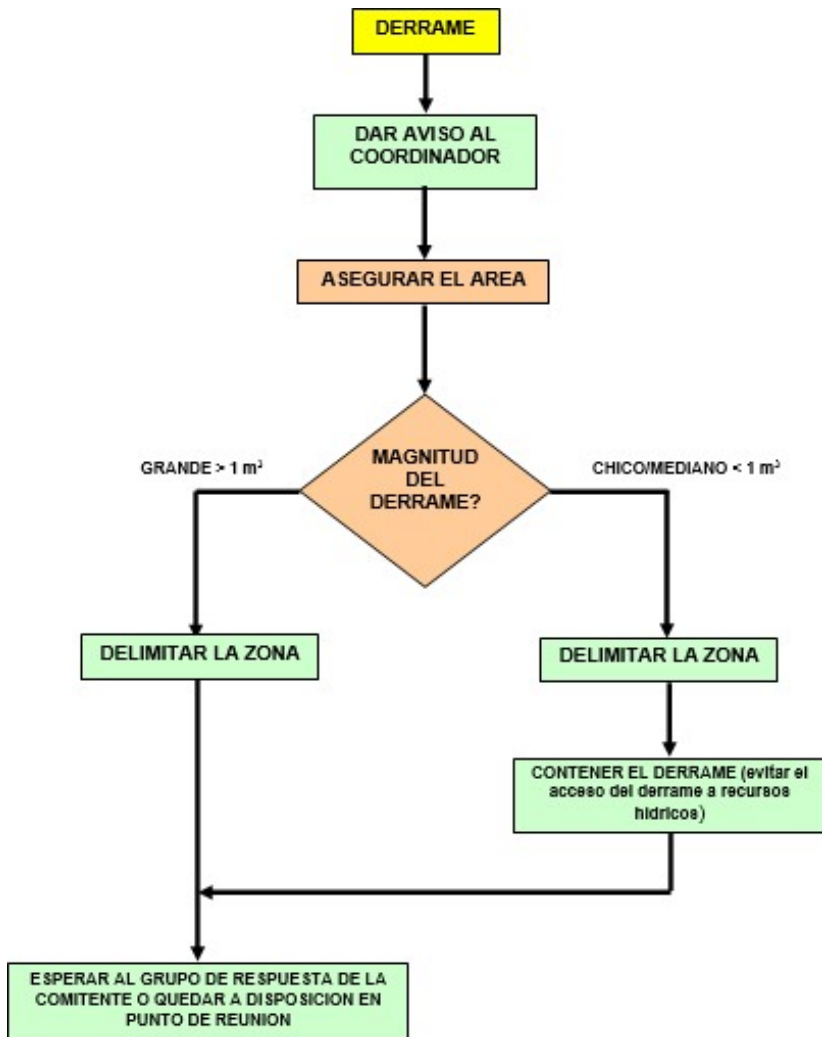 DERRAME
DAR AVISO AL
COORDINADOR
ASEGURAR EL AREA
MAGNITUD
DEL
DERRAME?
GRANDE > 1 m³
CHICO/MEDIANO < 1 m³
DELIMITAR LA ZONA
DELIMITAR LA ZONA
CONTENER EL DERRAME (evitar el
acceso del derrame a recursos
hídricos)
ESPERAR AL GRUPO DE RESPUESTA DE LA
COMITENTE O QUEDAR A DISPOSICION EN
PUNTO DE REUNION